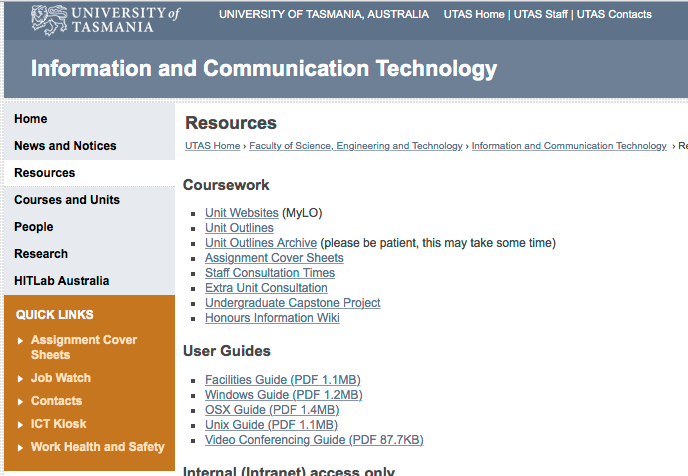 UNIVERSITY of
TASMANIA
UNIVERSITY OF TASMANIA, AUSTRALIA
UTAS Home | UTAS Staff | UTAS Contacts
Information and Communication Technology
Home
News and Notices
Resources
Courses and Units
People
Research
HITLab Australia
QUICK LINKS
Assignment Cover
Sheets
Job Watch
Contacts
ICT Kiosk
Work Health and Safety
Resources
UTAS Home › Faculty of Science, Engineering and Technology › Information and Communication Technology › Re
Coursework
Unit Websites (MyLO)
Unit Outlines
Unit Outlines Archive (please be patient, this may take some time)
Assignment Cover Sheets
Staff Consultation Times
Extra Unit Consultation
Undergraduate Capstone Project
Honours Information Wiki
User Guides
Facilities Guide (PDF 1.1MB)
Windows Guide (PDF 1.2MB)
OSX Guide (PDF 1.4MB)
Unix Guide (PDF 1.1MB)
Video Conferencing Guide (PDF 87.7KB)
Internal (Intranet) access only